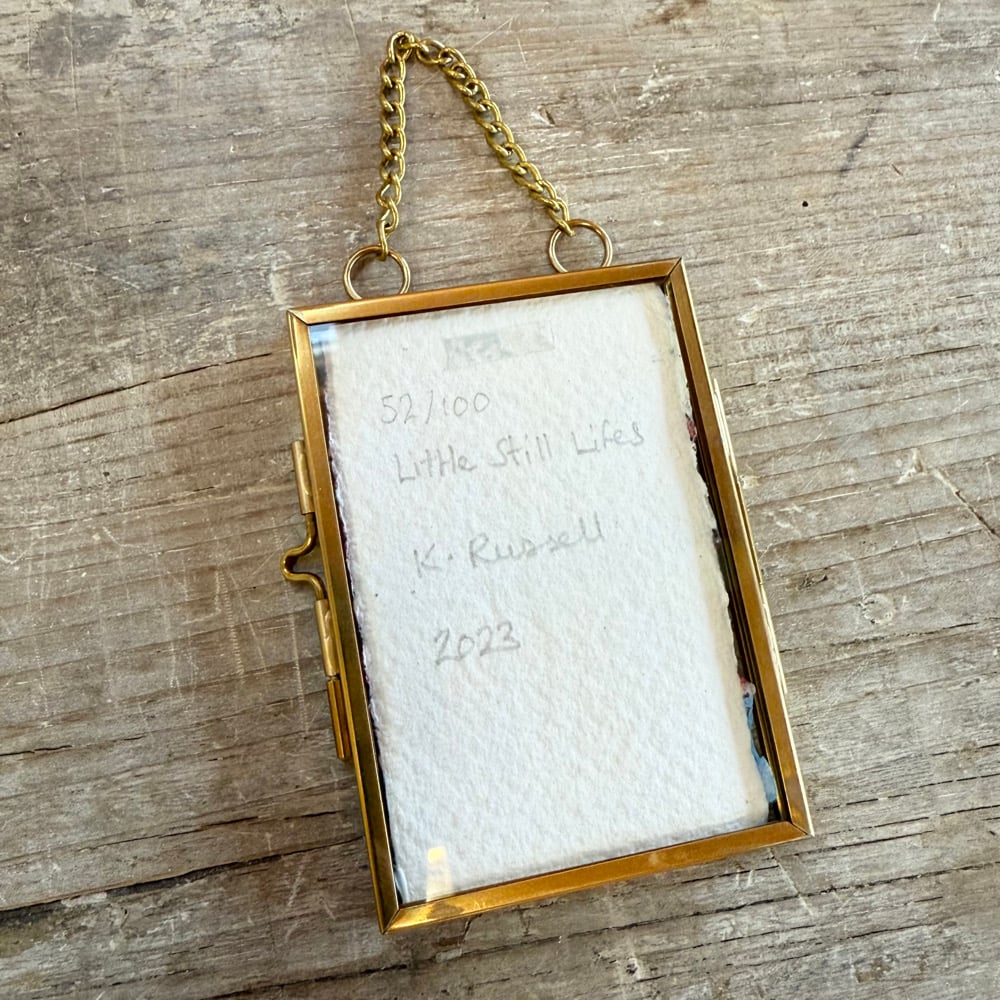 52/100
Little Still Lifes
K. Russell
2023